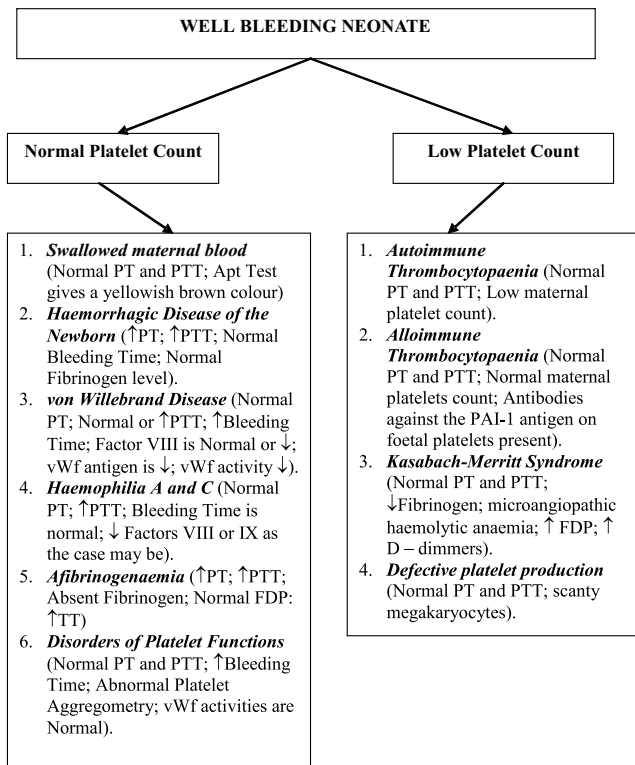 WELL BLEEDING NEONATE
Normal Platelet Count
Low Platelet Count
1. Swallowed maternal blood
(Normal PT and PTT; Apt Test
gives a yellowish brown colour)
2. Haemorrhagic Disease of the
Newborn (↑PT; ↑PTT; Normal
Bleeding Time; Normal
Fibrinogen level).
3. von Willebrand Disease (Normal
PT; Normal or ↑PTT; ↑Bleeding
Time; Factor VIII is Normal or ↓;
vWf antigen is ↓; vWf activity ↓).
4. Haemophilia A and C (Normal
PT; ↑PTT; Bleeding Time is
normal; ↓ Factors VIII or IX as
the case may be).
5. Afibrinogenaemia (↑PT; ↑PTT;
Absent Fibrinogen; Normal FDP:
↑TT)
6. Disorders of Platelet Functions
(Normal PT and PTT; ↑Bleeding
Time; Abnormal Platelet
Aggregometry; vWf activities are
Normal).
1. Autoimmune
Thrombocytopaenia (Normal
PT and PTT; Low maternal
platelet count).
2. Alloimmune
Thrombocytopaenia (Normal
PT and PTT; Normal maternal
platelets count; Antibodies
against the PAI-1 antigen on
foetal platelets present).
3. Kasabach-Merritt Syndrome
(Normal PT and PTT;
↓Fibrinogen; microangiopathic
haemolytic anaemia; ↑ FDP; ↑
D – dimmers).
4. Defective platelet production
(Normal PT and PTT; scanty
megakaryocytes).